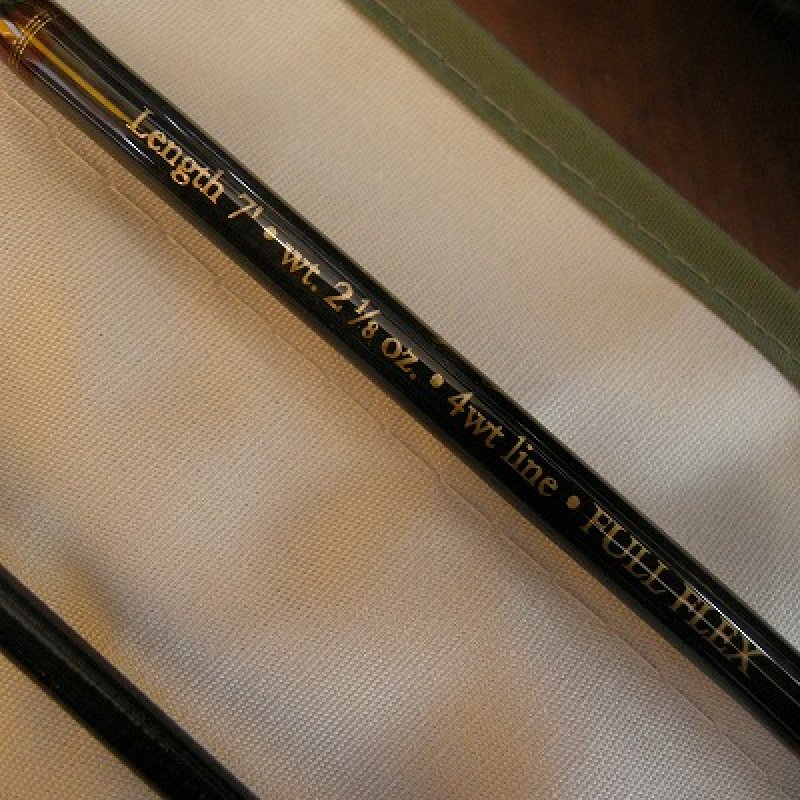 Length 7' • wt. 2 ⅛ oz. • 4wt line • FULL FLEX